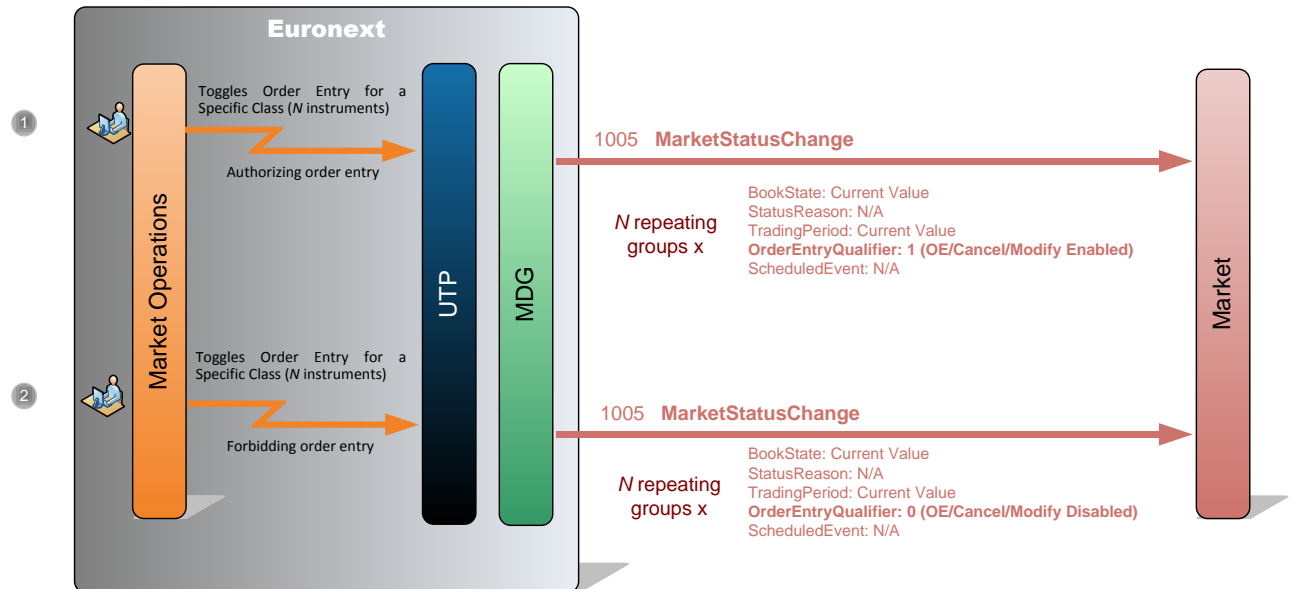 Euronext
1
Toggles Order Entry for a
Specific Class (N instruments)
Authorizing order entry
1005 MarketStatusChange
BookState: Current Value
StatusReason: N/A
TradingPeriod: Current Value
OrderEntryQualifier: 1 (OE/Cancel/Modify Enabled)
ScheduledEvent: N/A
N repeating
groups x
Market Operations
UTP
MDG
Market
2
Toggles Order Entry for a
Specific Class (N instruments)
Forbidding order entry
1005 MarketStatusChange
BookState: Current Value
StatusReason: N/A
TradingPeriod: Current Value
OrderEntryQualifier: 0 (OE/Cancel/Modify Disabled)
ScheduledEvent: N/A
N repeating
groups x